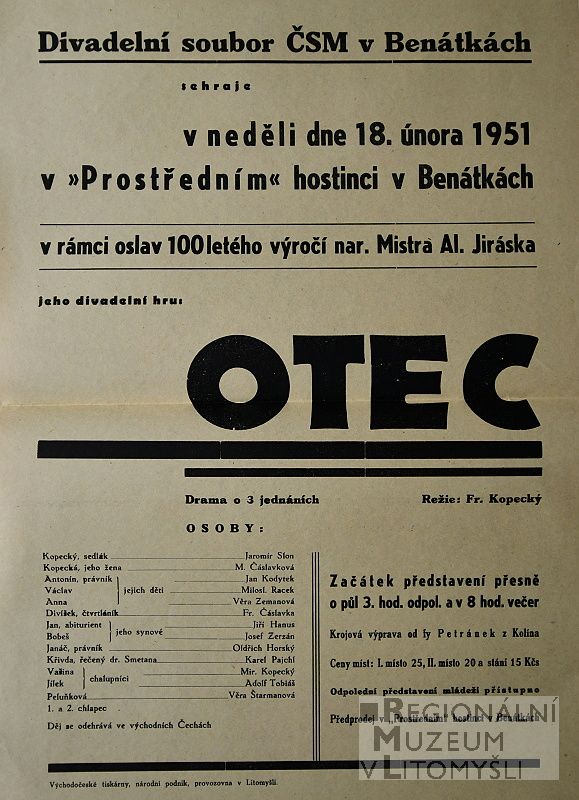 Divadelní soubor ČSM v Benátkách
sehraje
v neděli dne 18. února 1951
v »Prostředním« hostinci v Benátkách
v rámci oslav 100letého výročí nar. Mistra Al. Jiráska
jeho divadelní hru:
OTEC
Drama o 3 jednáních Režie: Fr. Kopecký
OSOBY:
Kopecký, sedlák Jaromír Slon
Kopecká, jeho žena M. Čáslavková
Antonín, právník Jan Kodytek
Václav jejich děti Milosl. Racek
Anna Věra Zemanová
Divíšek, čtvrtláník Fr. Čáslavka
Jan, abiturient Jiří Hanus
Bobeš jeho synové Josef Zerzán
Janáč, právník Oldřich Horský
Křivda, řečený dr. Smetana Karel Pajchl
Vařina Mir. Kopecký
Jílek chalupníci Adolf Tobiáš
Peluňková Věra Štarmanová
1. a 2. chlapec
Děj se odehrává ve východních Čechách
Začátek představení přesně
o půl 3. hod. odpol. a v 8 hod. večer
Krojová výprava od fy Petránek z Kolína
Ceny míst: I. místo 25, II. místo 20 a stání 15 Kčs
Odpolední představení mládeži přístupno
Předprodej v „Prostředním" hostinci v Benátkách
Východočeské tiskárny, národní podnik, provozovna v Litomyšli.
REGIONÁLNÍ
MUZEUM
V LITOMYŠLI